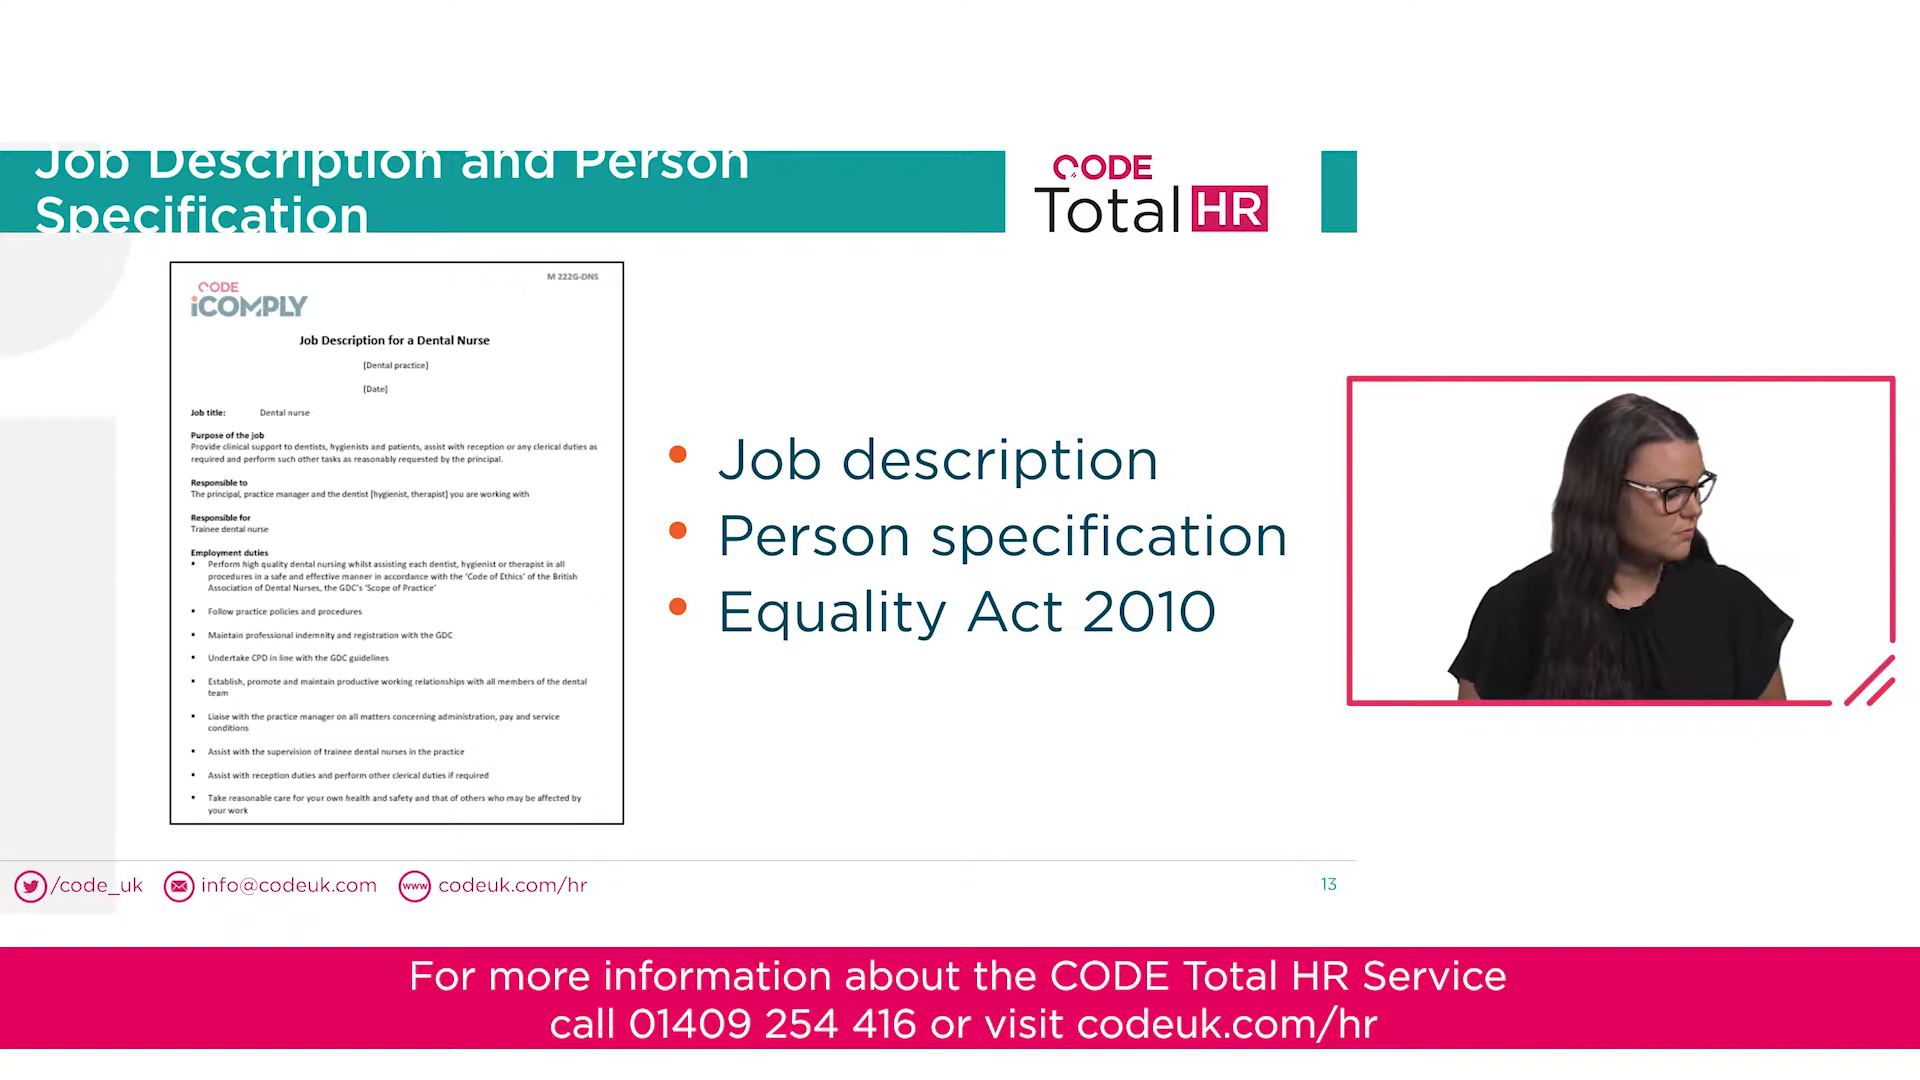 Job Description and Person
Specification
CODE
Total HR
M 222G-DNS
CODE
iCOMPLY
Job Description for a Dental Nurse
[Dental practice]
[Date]
Job title: Dental nurse
Purpose of the job
Provide clinical support to dentists, hygienists and patients, assist with reception or any clerical duties as
required and perform such other tasks as reasonably requested by the principal.
Responsible to
The principal, practice manager and the dentist [hygienist, therapist] you are working with
Responsible for
Trainee dental nurse
Employment duties
▪ Perform high quality dental nursing whilst assisting each dentist, hygienist or therapist in all
procedures in a safe and effective manner in accordance with the ‘Code of Ethics’ of the British
Association of Dental Nurses, the GDC's ‘Scope of Practice’
▪ Follow practice policies and procedures
▪ Maintain professional indemnity and registration with the GDC
▪ Undertake CPD in line with the GDC guidelines
▪ Establish, promote and maintain productive working relationships with all members of the dental
team
▪ Liaise with the practice manager on all matters concerning administration, pay and service
conditions
▪ Assist with the supervision of trainee dental nurses in the practice
▪ Assist with reception duties and perform other clerical duties if required
▪ Take reasonable care for your own health and safety and that of others who may be affected by
your work
• Job description
• Person specification
• Equality Act 2010
/code_uk info@codeuk.com www codeuk.com/hr
13
For more information about the CODE Total HR Service
call 01409 254 416 or visit codeuk.com/hr